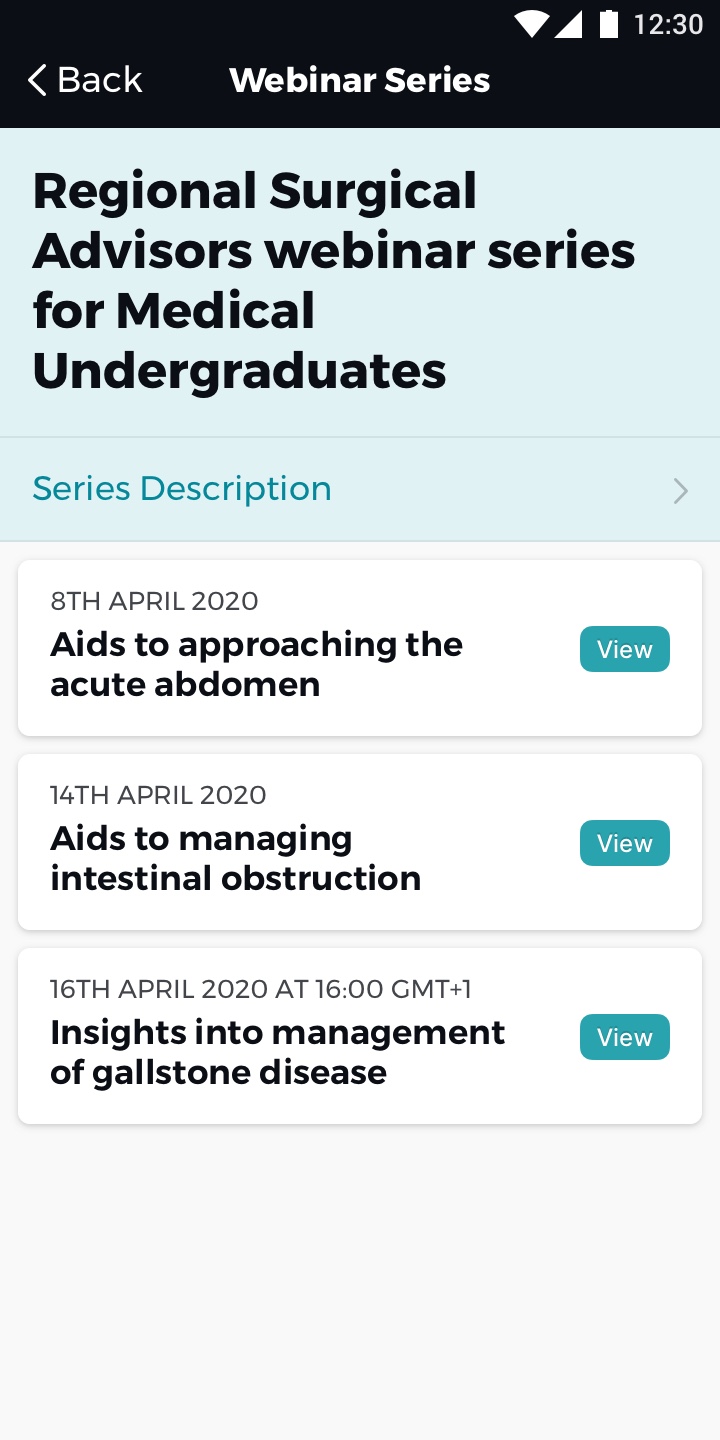 12:30
Back
Webinar Series
Regional Surgical
Advisors webinar series
for Medical
Undergraduates
Series Description
8TH APRIL 2020
Aids to approaching the
acute abdomen
View
14TH APRIL 2020
Aids to managing
intestinal obstruction
View
16TH APRIL 2020 AT 16:00 GMT+1
Insights into management
of gallstone disease
View